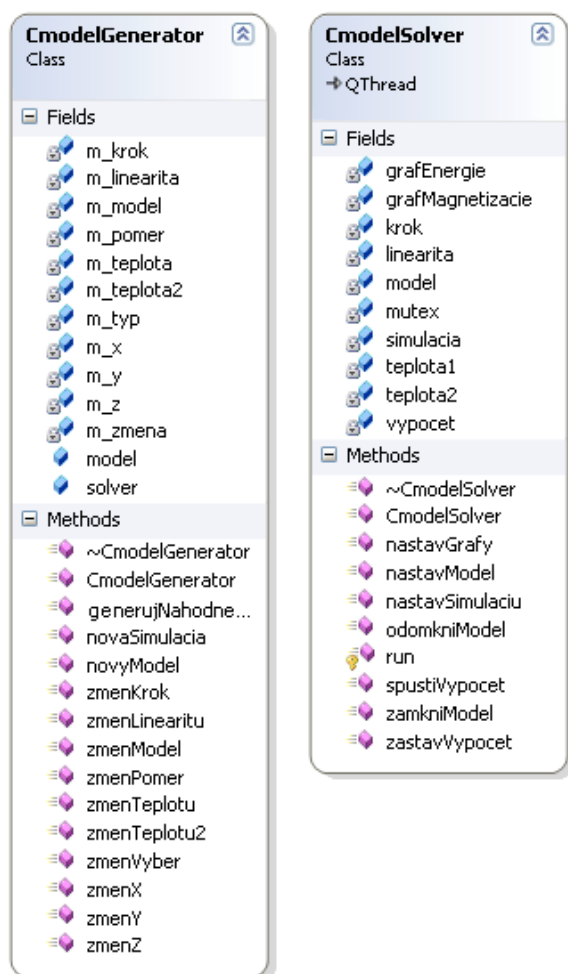 CmodelGenerator
Class
Fields
m_krok
m_linearita
m_model
m_pomer
m_teplota
m_teplota2
m_typ
m_x
m_y
m_z
m_zmena
model
solver
Methods
~CmodelGenerator
CmodelGenerator
generujNahodne...
novaSimulacia
novyModel
zmenKrok
zmenLinearitu
zmenModel
zmenPomer
zmenTeplotu
zmenTeplotu2
zmenVyber
zmenX
zmenY
zmenZ
CmodelSolver
Class
QThread
Fields
grafEnergie
grafMagnetizacie
krok
linearita
model
mutex
simulacia
teplota1
teplota2
vypocet
Methods
~CmodelSolver
CmodelSolver
nastavGrafy
nastavModel
nastavSimulaciu
odomkniModel
run
spustiVypocet
zamkniModel
zastavVypocet